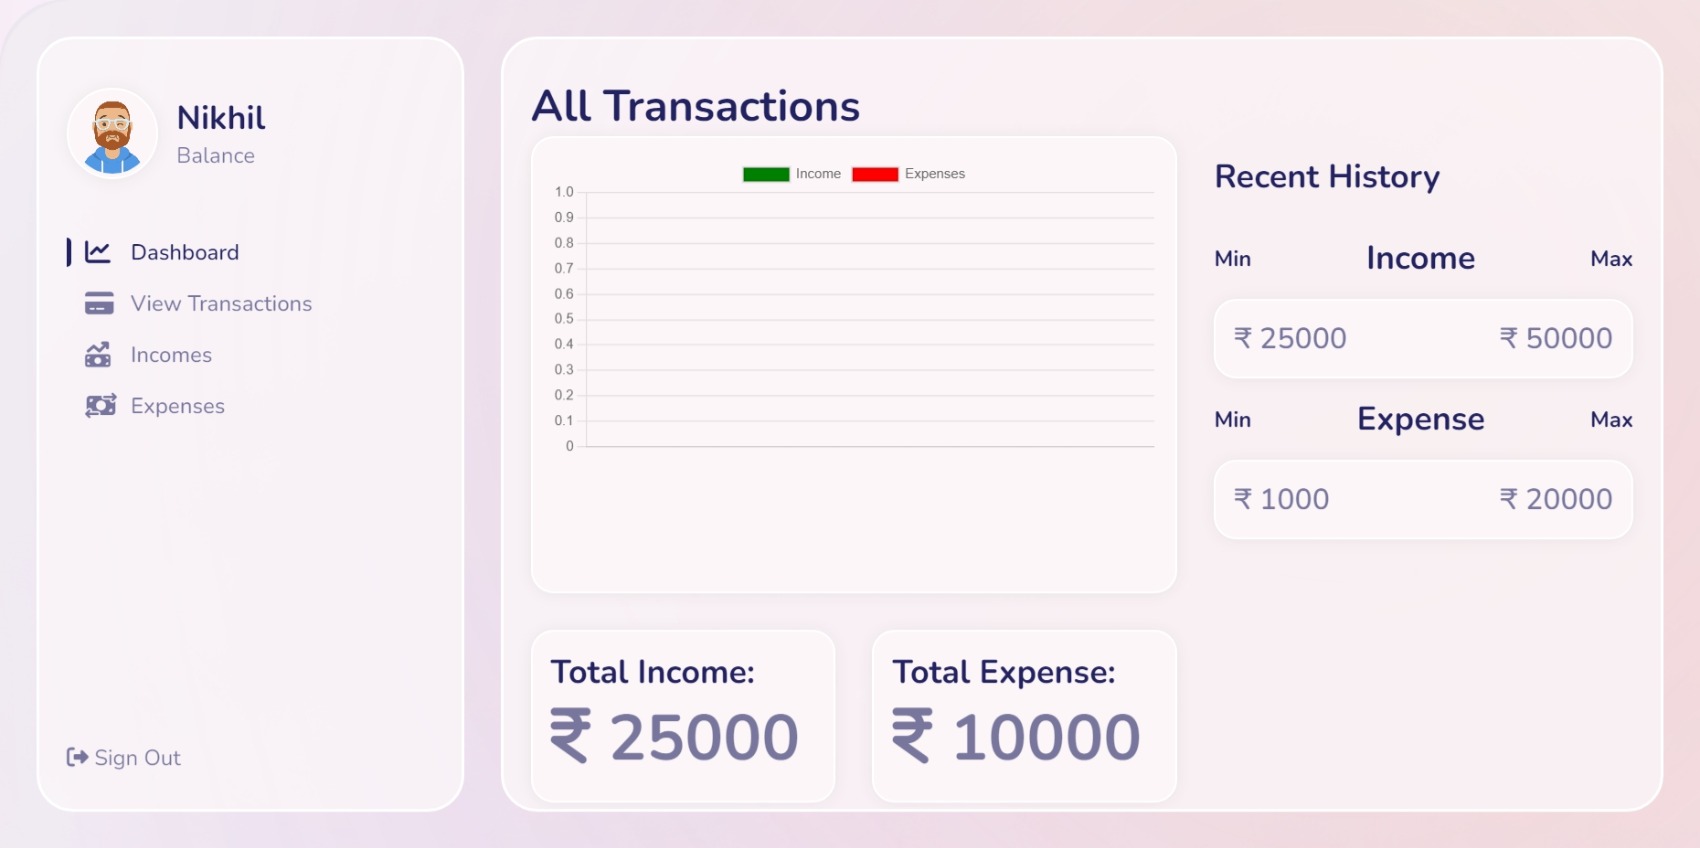 Nikhil
Balance
Dashboard
View Transactions
Incomes
Expenses
Sign Out
All Transactions
Income Expenses
1.0
0.9
0.8
0.7
0.6
0.5
0.4
0.3
0.2
0.1
0
Total Income:
₹ 25000
Total Expense:
₹ 10000
Recent History
Min Income Max
₹ 25000 ₹ 50000
Min Expense Max
₹ 1000 ₹ 20000